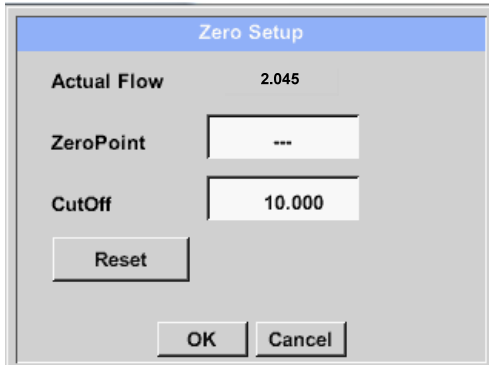 Zero Setup
Actual Flow 2.045
ZeroPoint ---
CutOff 10.000
Reset
OK Cancel